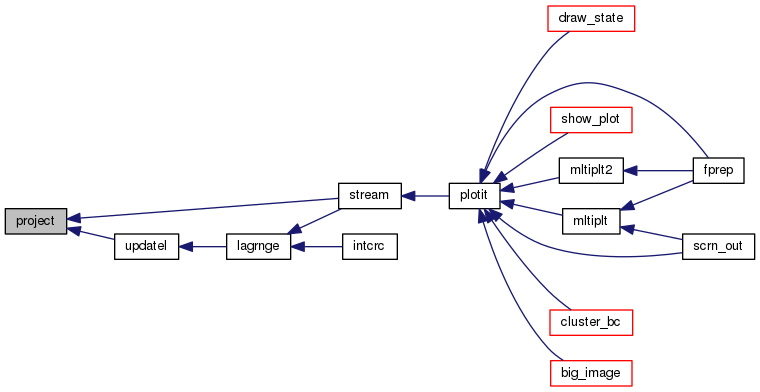 draw_state
show_plot
mltiplt2
fprep
stream
plotit
project
mltiplt
updatel
lagrnge
intcrc
scrn_out
cluster_bc
big_image